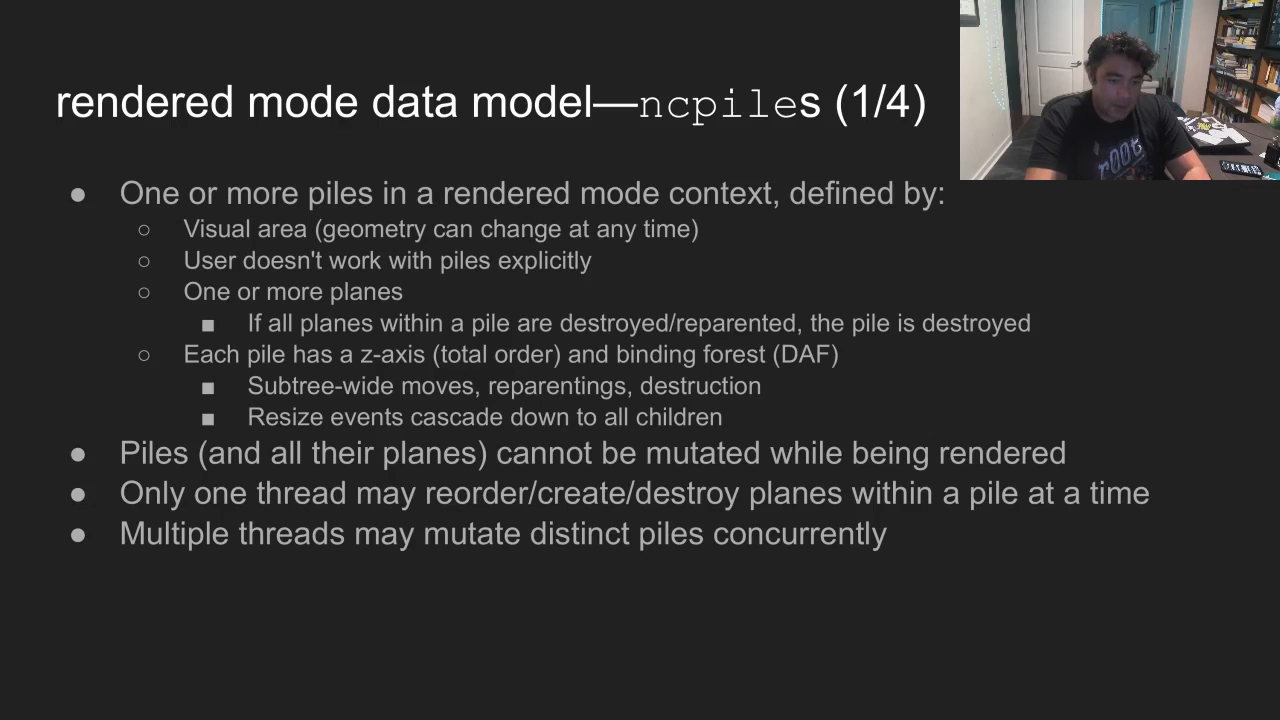 rendered mode data model—ncpiles (1/4)
● One or more piles in a rendered mode context, defined by:
○ Visual area (geometry can change at any time)
○ User doesn't work with piles explicitly
○ One or more planes
■ If all planes within a pile are destroyed/reparented, the pile is destroyed
○ Each pile has a z-axis (total order) and binding forest (DAF)
■ Subtree-wide moves, reparentings, destruction
■ Resize events cascade down to all children
● Piles (and all their planes) cannot be mutated while being rendered
● Only one thread may reorder/create/destroy planes within a pile at a time
● Multiple threads may mutate distinct piles concurrently
root